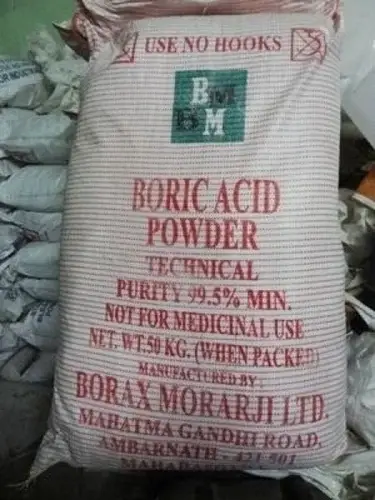 USE NO HOOKS
BM
BM
BORIC ACID
POWDER
TECHNICAL
PURITY 99.5% MIN.
NOT FOR MEDICINAL USE
NET. WT.50 KG. (WHEN PACKED)
MANUFACTURED BY:
BORAX MORARJI LTD.
MAHATMA GANDHI ROAD,
AMBARNATH - 421 501